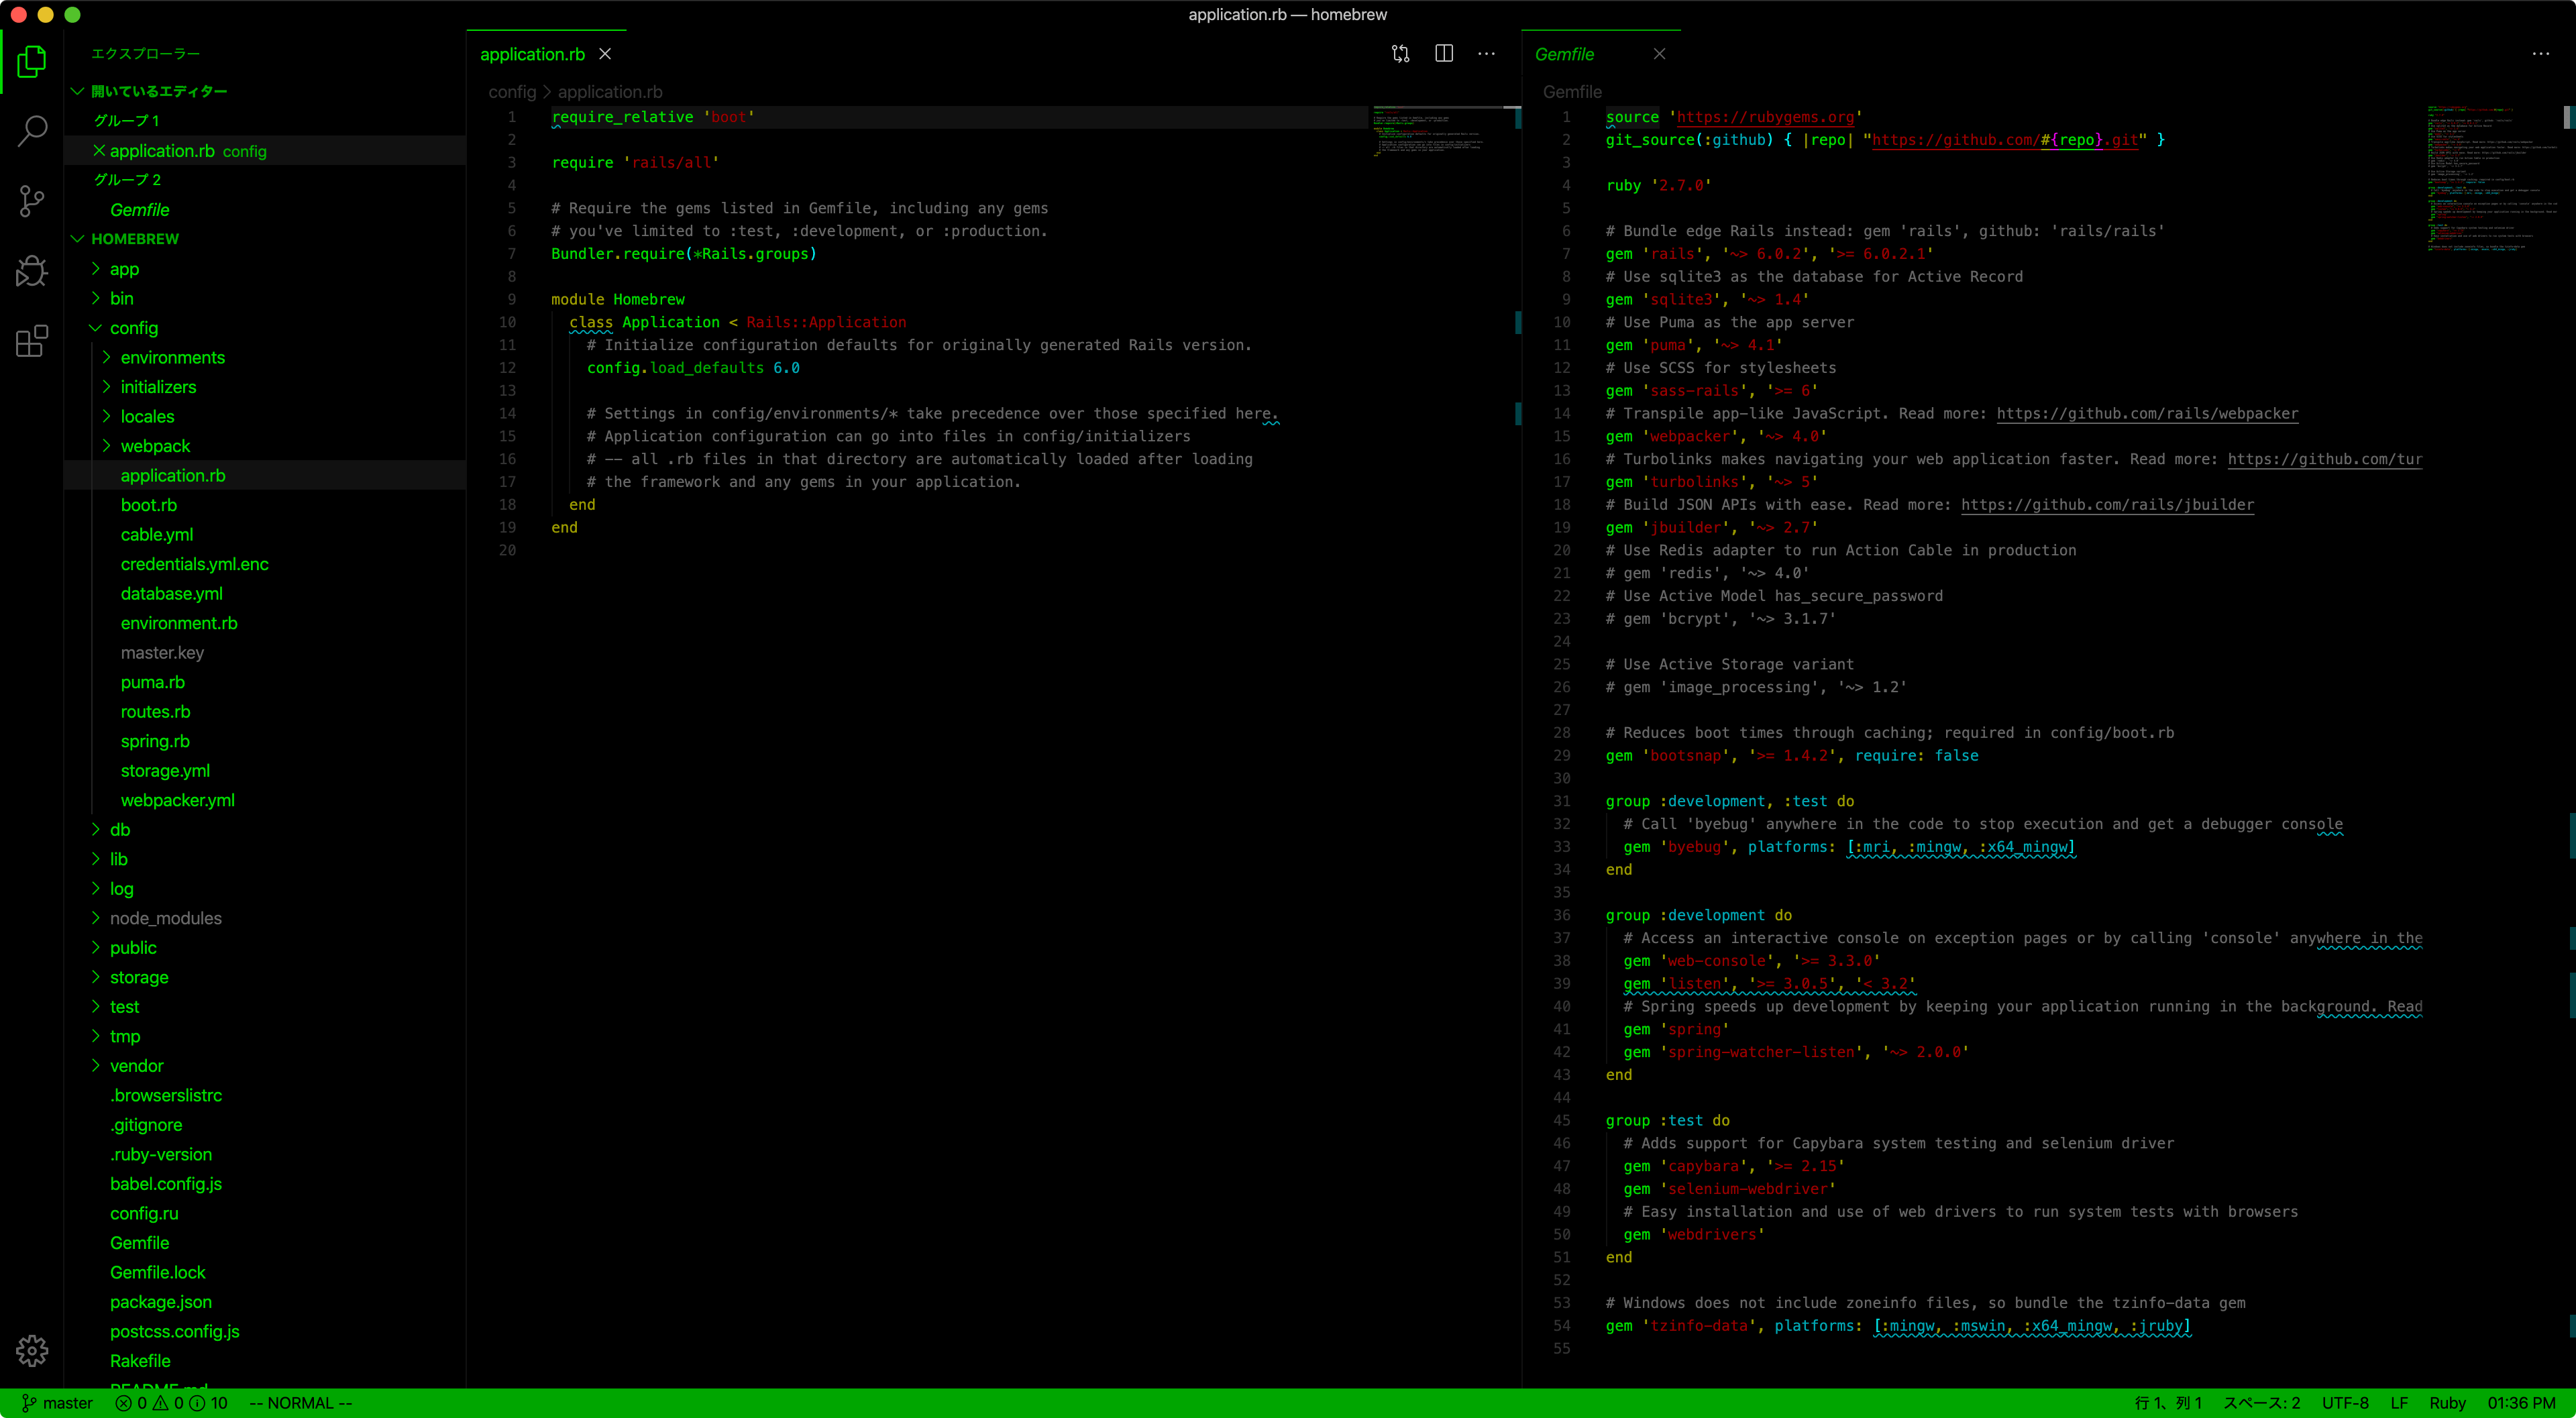 application.rb — homebrew
エクスプローラー
開いているエディター
グループ 1
application.rb config
グループ 2
Gemfile
HOMEBREW
app
bin
config
environments
initializers
locales
webpack
application.rb
boot.rb
cable.yml
credentials.yml.enc
database.yml
environment.rb
master.key
puma.rb
routes.rb
spring.rb
storage.yml
webpacker.yml
db
lib
log
node_modules
public
storage
test
tmp
vendor
.browserslistrc
.gitignore
.ruby-version
babel.config.js
config.ru
Gemfile
Gemfile.lock
package.json
postcss.config.js
Rakefile
README.md
application.rb
config > application.rb
1 require_relative 'boot'
2
3 require 'rails/all'
4
5 # Require the gems listed in Gemfile, including any gems
6 # you've limited to :test, :development, or :production.
7 Bundler.require(*Rails.groups)
8
9 module Homebrew
10 class Application < Rails::Application
11 # Initialize configuration defaults for originally generated Rails version.
12 config.load_defaults 6.0
13
14 # Settings in config/environments/* take precedence over those specified here.
15 # Application configuration can go into files in config/initializers
16 # -- all .rb files in that directory are automatically loaded after loading
17 # the framework and any gems in your application.
18 end
19 end
20
Gemfile
Gemfile
1 source 'https://rubygems.org'
2 git_source(:github) { |repo| "https://github.com/#{repo}.git" }
3
4 ruby '2.7.0'
5
6 # Bundle edge Rails instead: gem 'rails', github: 'rails/rails'
7 gem 'rails', '~> 6.0.2', '>= 6.0.2.1'
8 # Use sqlite3 as the database for Active Record
9 gem 'sqlite3', '~> 1.4'
10 # Use Puma as the app server
11 gem 'puma', '~> 4.1'
12 # Use SCSS for stylesheets
13 gem 'sass-rails', '>= 6'
14 # Transpile app-like JavaScript. Read more: https://github.com/rails/webpacker
15 gem 'webpacker', '~> 4.0'
16 # Turbolinks makes navigating your web application faster. Read more: https://github.com/tur
17 gem 'turbolinks', '~> 5'
18 # Build JSON APIs with ease. Read more: https://github.com/rails/jbuilder
19 gem 'jbuilder', '~> 2.7'
20 # Use Redis adapter to run Action Cable in production
21 # gem 'redis', '~> 4.0'
22 # Use Active Model has_secure_password
23 # gem 'bcrypt', '~> 3.1.7'
24
25 # Use Active Storage variant
26 # gem 'image_processing', '~> 1.2'
27
28 # Reduces boot times through caching; required in config/boot.rb
29 gem 'bootsnap', '>= 1.4.2', require: false
30
31 group :development, :test do
32 # Call 'byebug' anywhere in the code to stop execution and get a debugger console
33 gem 'byebug', platforms: [:mri, :mingw, :x64_mingw]
34 end
35
36 group :development do
37 # Access an interactive console on exception pages or by calling 'console' anywhere in the
38 gem 'web-console', '>= 3.3.0'
39 gem 'listen', '>= 3.0.5', '< 3.2'
40 # Spring speeds up development by keeping your application running in the background. Read
41 gem 'spring'
42 gem 'spring-watcher-listen', '~> 2.0.0'
43 end
44
45 group :test do
46 # Adds support for Capybara system testing and selenium driver
47 gem 'capybara', '>= 2.15'
48 gem 'selenium-webdriver'
49 # Easy installation and use of web drivers to run system tests with browsers
50 gem 'webdrivers'
51 end
52
53 # Windows does not include zoneinfo files, so bundle the tzinfo-data gem
54 gem 'tzinfo-data', platforms: [:mingw, :mswin, :x64_mingw, :jruby]
55
master 0 0 10 -- NORMAL -- 行 1、列 1 スペース: 2 UTF-8 LF Ruby 01:36 PM